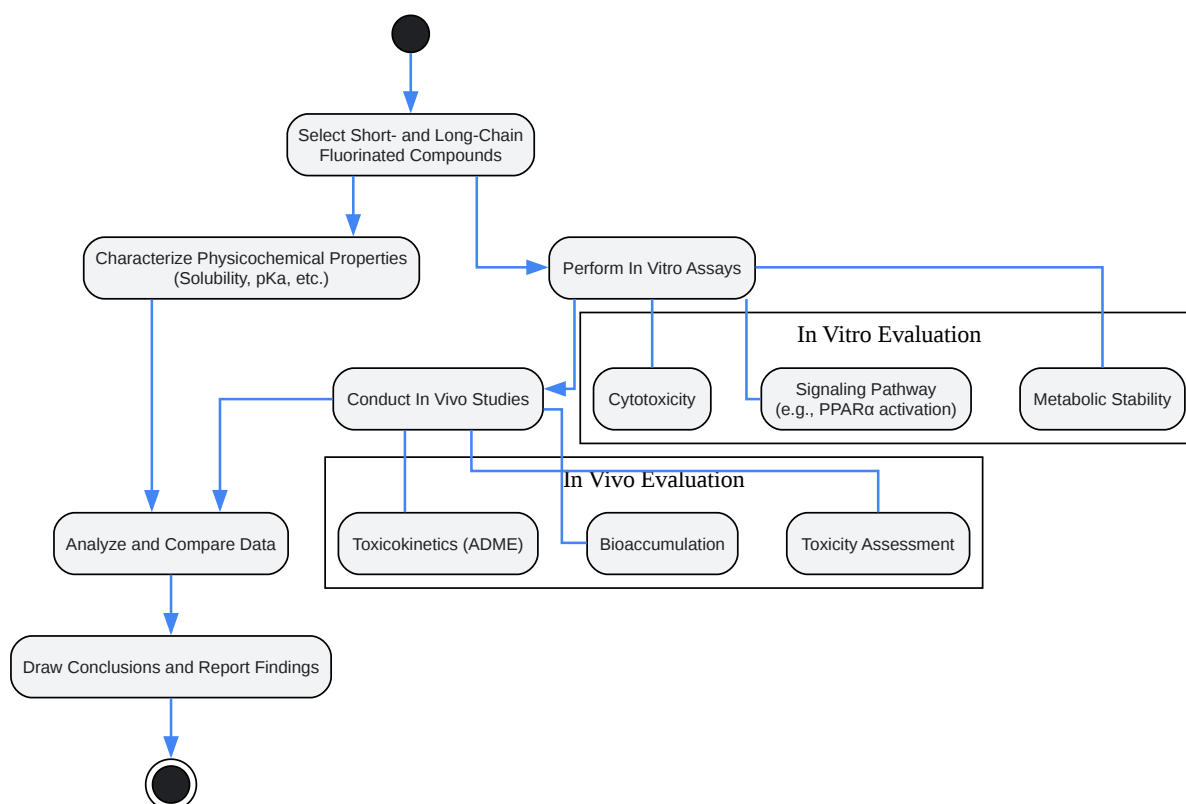 Select Short- and Long-Chain
Fluorinated Compounds
Characterize Physicochemical Properties
(Solubility, pKa, etc.)
Perform In Vitro Assays
In Vitro Evaluation
Conduct In Vivo Studies
Cytotoxicity
Signaling Pathway
(e.g., PPARα activation)
Metabolic Stability
In Vivo Evaluation
Analyze and Compare Data
Toxicokinetics (ADME)
Bioaccumulation
Toxicity Assessment
Draw Conclusions and Report Findings